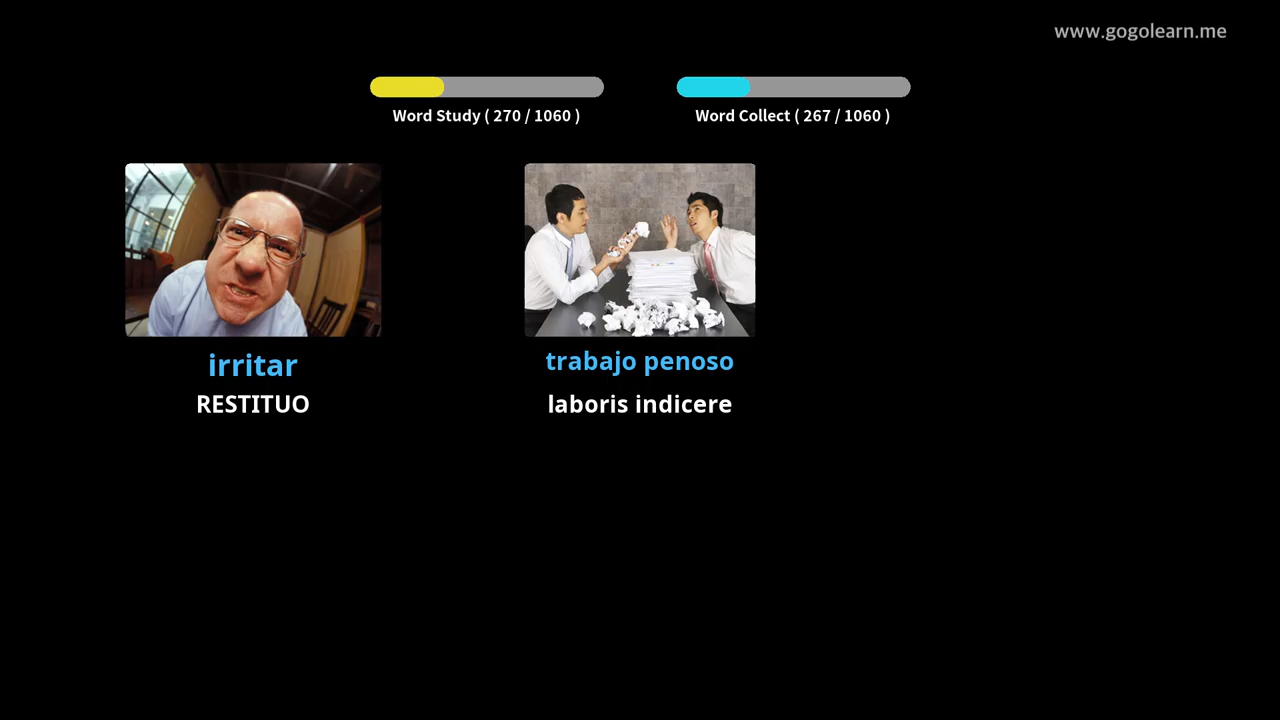 www.gogolearn.me
Word Study ( 270 / 1060 )
Word Collect ( 267 / 1060 )
irritar
RESTITUO
trabajo penoso
laboris indicere